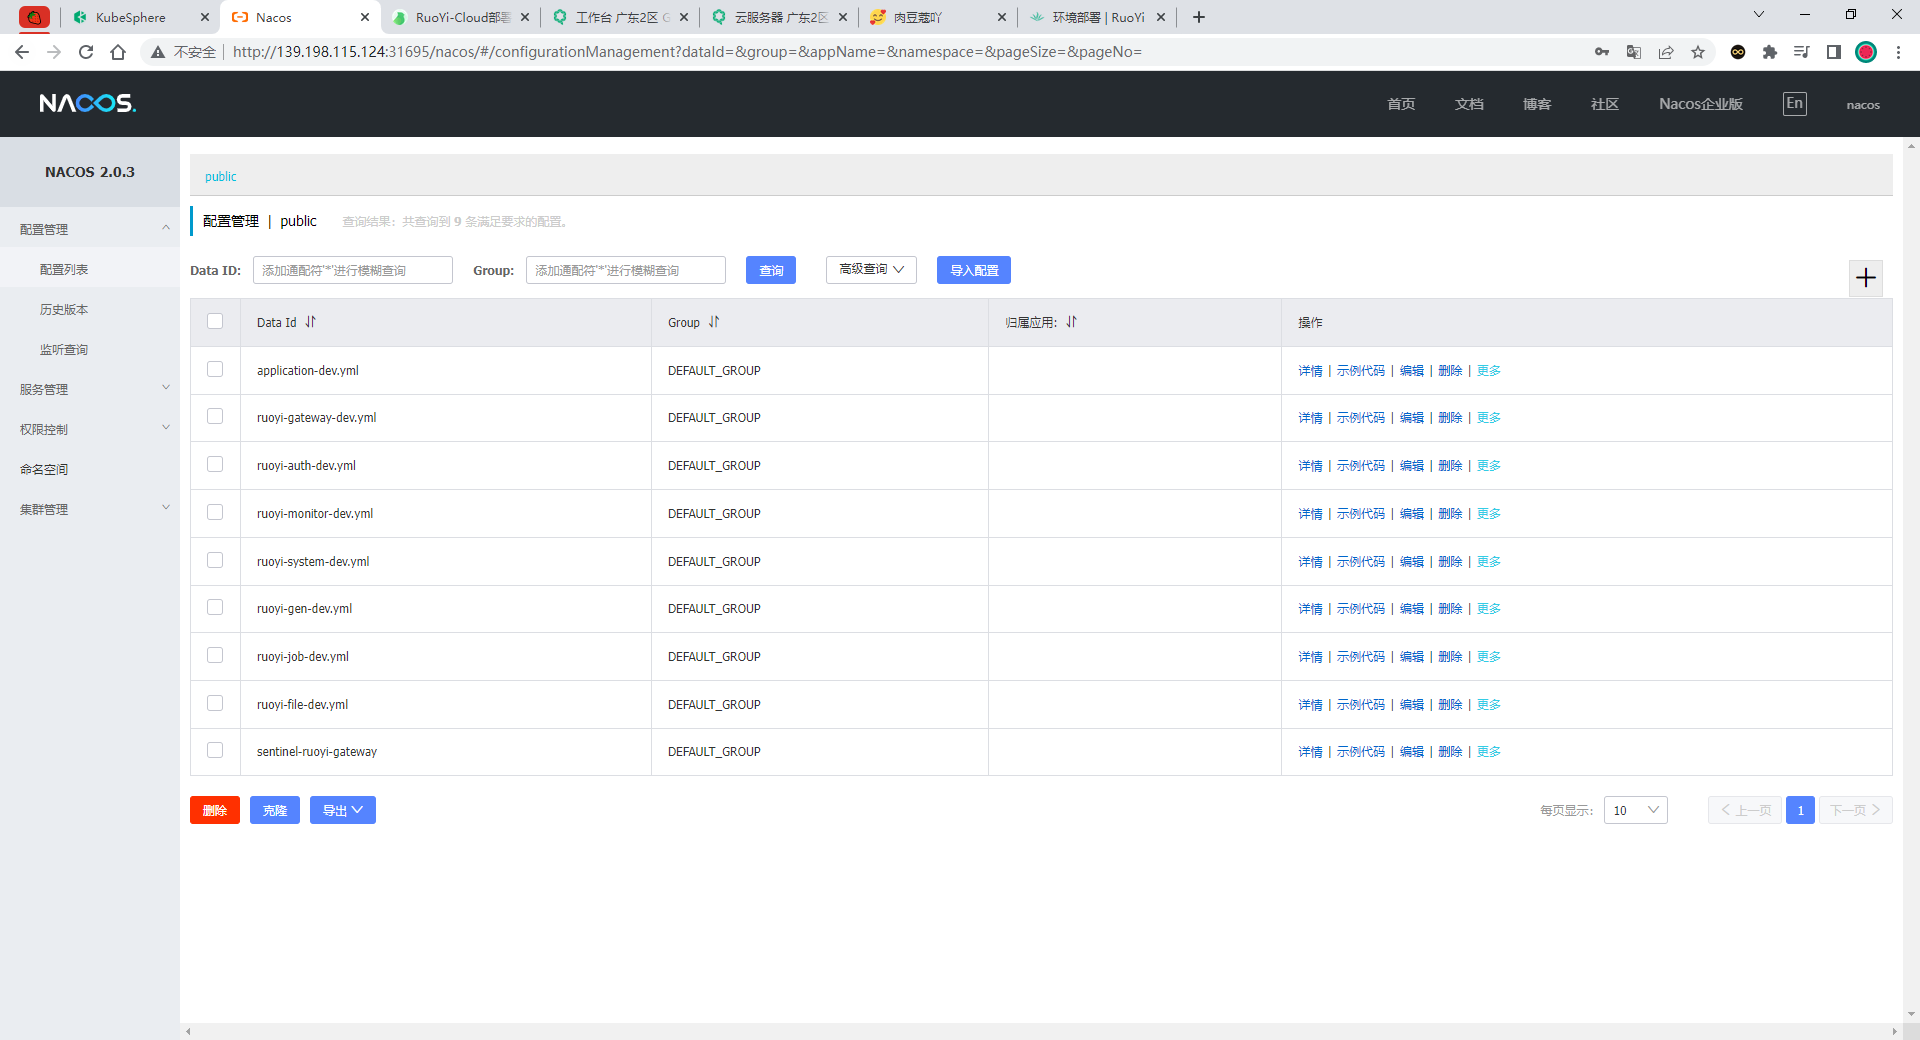 KubeSphere
Nacos
RuoYi-Cloud部署
工作台 广东2区 G
云服务器 广东2区
肉豆蔻吖
环境部署 | RuoYi
不安全 http://139.198.115.124:31695/nacos/#/configurationManagement?dataId=&group=&appName=&namespace=&pageSize=&pageNo=
NACOS.
首页 文档 博客 社区 Nacos企业版 En nacos
NACOS 2.0.3
配置管理
配置列表
历史版本
监听查询
服务管理
权限控制
命名空间
集群管理
public
配置管理 | public 查询结果：共查询到 9 条满足要求的配置。
Data ID: 添加通配符'*'进行模糊查询 Group: 添加通配符'*'进行模糊查询 查询 高级查询 导入配置
Data Id Group 归属应用: 操作
application-dev.yml DEFAULT_GROUP 详情 | 示例代码 | 编辑 | 删除 | 更多
ruoyi-gateway-dev.yml DEFAULT_GROUP 详情 | 示例代码 | 编辑 | 删除 | 更多
ruoyi-auth-dev.yml DEFAULT_GROUP 详情 | 示例代码 | 编辑 | 删除 | 更多
ruoyi-monitor-dev.yml DEFAULT_GROUP 详情 | 示例代码 | 编辑 | 删除 | 更多
ruoyi-system-dev.yml DEFAULT_GROUP 详情 | 示例代码 | 编辑 | 删除 | 更多
ruoyi-gen-dev.yml DEFAULT_GROUP 详情 | 示例代码 | 编辑 | 删除 | 更多
ruoyi-job-dev.yml DEFAULT_GROUP 详情 | 示例代码 | 编辑 | 删除 | 更多
ruoyi-file-dev.yml DEFAULT_GROUP 详情 | 示例代码 | 编辑 | 删除 | 更多
sentinel-ruoyi-gateway DEFAULT_GROUP 详情 | 示例代码 | 编辑 | 删除 | 更多
删除 克隆 导出 每页显示: 10 上一页 1 下一页